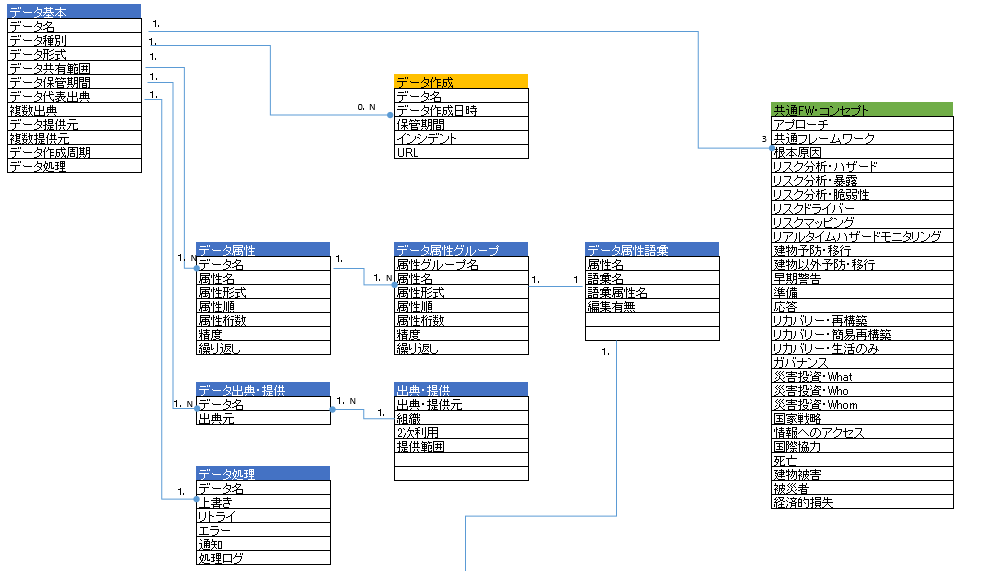 データ基本
データ名
データ種別
データ形式
データ共有範囲
データ保管期間
データ代表出典
複数出典
データ提供元
複数提供元
データ作成周期
データ処理
1.
1.
1.
1.
1.
データ作成
データ名
データ作成日時
保管期間
インシデント
URL
0. N
共通FW・コンセプト
アプローチ
共通フレームワーク
根本原因
リスク分析・ハザード
リスク分析・暴露
リスク分析・脆弱性
リスクドライバー
リスクマッピング
リアルタイムハザードモニタリング
建物予防・移行
建物以外予防・移行
早期警告
準備
応答
リカバリー・再構築
リカバリー・簡易再構築
リカバリー・生活のみ
ガバナンス
災害投資・What
災害投資・Who
災害投資・Whom
国家戦略
情報へのアクセス
国際協力
死亡
建物被害
被災者
経済的損失
3
データ属性
データ名
属性名
属性形式
属性順
属性桁数
精度
繰り返し
1. N
1.
データ属性グループ
属性グループ名
属性名
属性形式
属性順
属性桁数
精度
繰り返し
1. N
1.
データ属性語彙
属性名
語彙名
語彙属性名
編集有無
1
1.
データ出典・提供
データ名
出典元
1. N
1. N
出典・提供
出典・提供元
組織
2次利用
提供範囲
1.
データ処理
データ名
上書き
リトライ
エラー
通知
処理ログ
1.